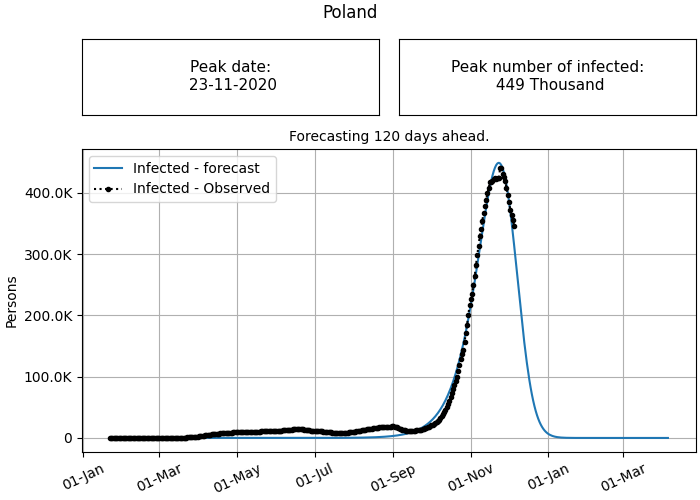 Poland
Peak date:
23-11-2020
Peak number of infected:
449 Thousand
Forecasting 120 days ahead.
Infected - forecast
Infected - Observed
Persons
400.0K
300.0K
200.0K
100.0K
0
01-Jan
01-Mar
01-May
01-Jul
01-Sep
01-Nov
01-Jan
01-Mar